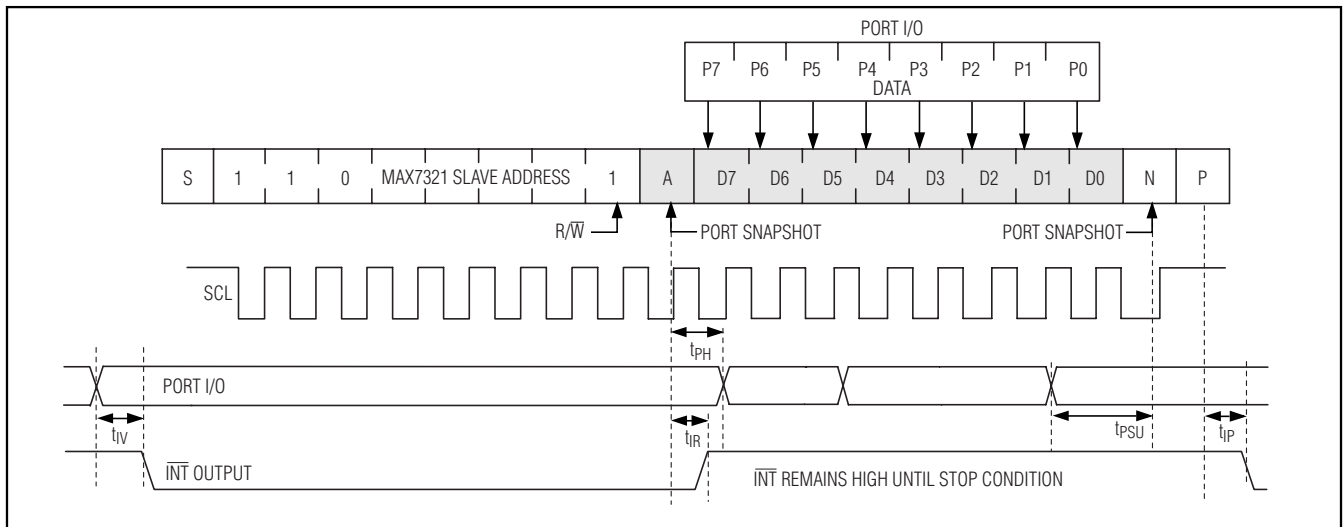 PORT I/O
P7 P6 P5 P4 P3 P2 P1 P0
DATA
S 1 1 0 MAX7321 SLAVE ADDRESS 1 A D7 D6 D5 D4 D3 D2 D1 D0 N P
R/W̅ PORT SNAPSHOT PORT SNAPSHOT
SCL
tPH
PORT I/O
tIV tIR tPSU tIP
I̅N̅T̅ OUTPUT I̅N̅T̅ REMAINS HIGH UNTIL STOP CONDITION